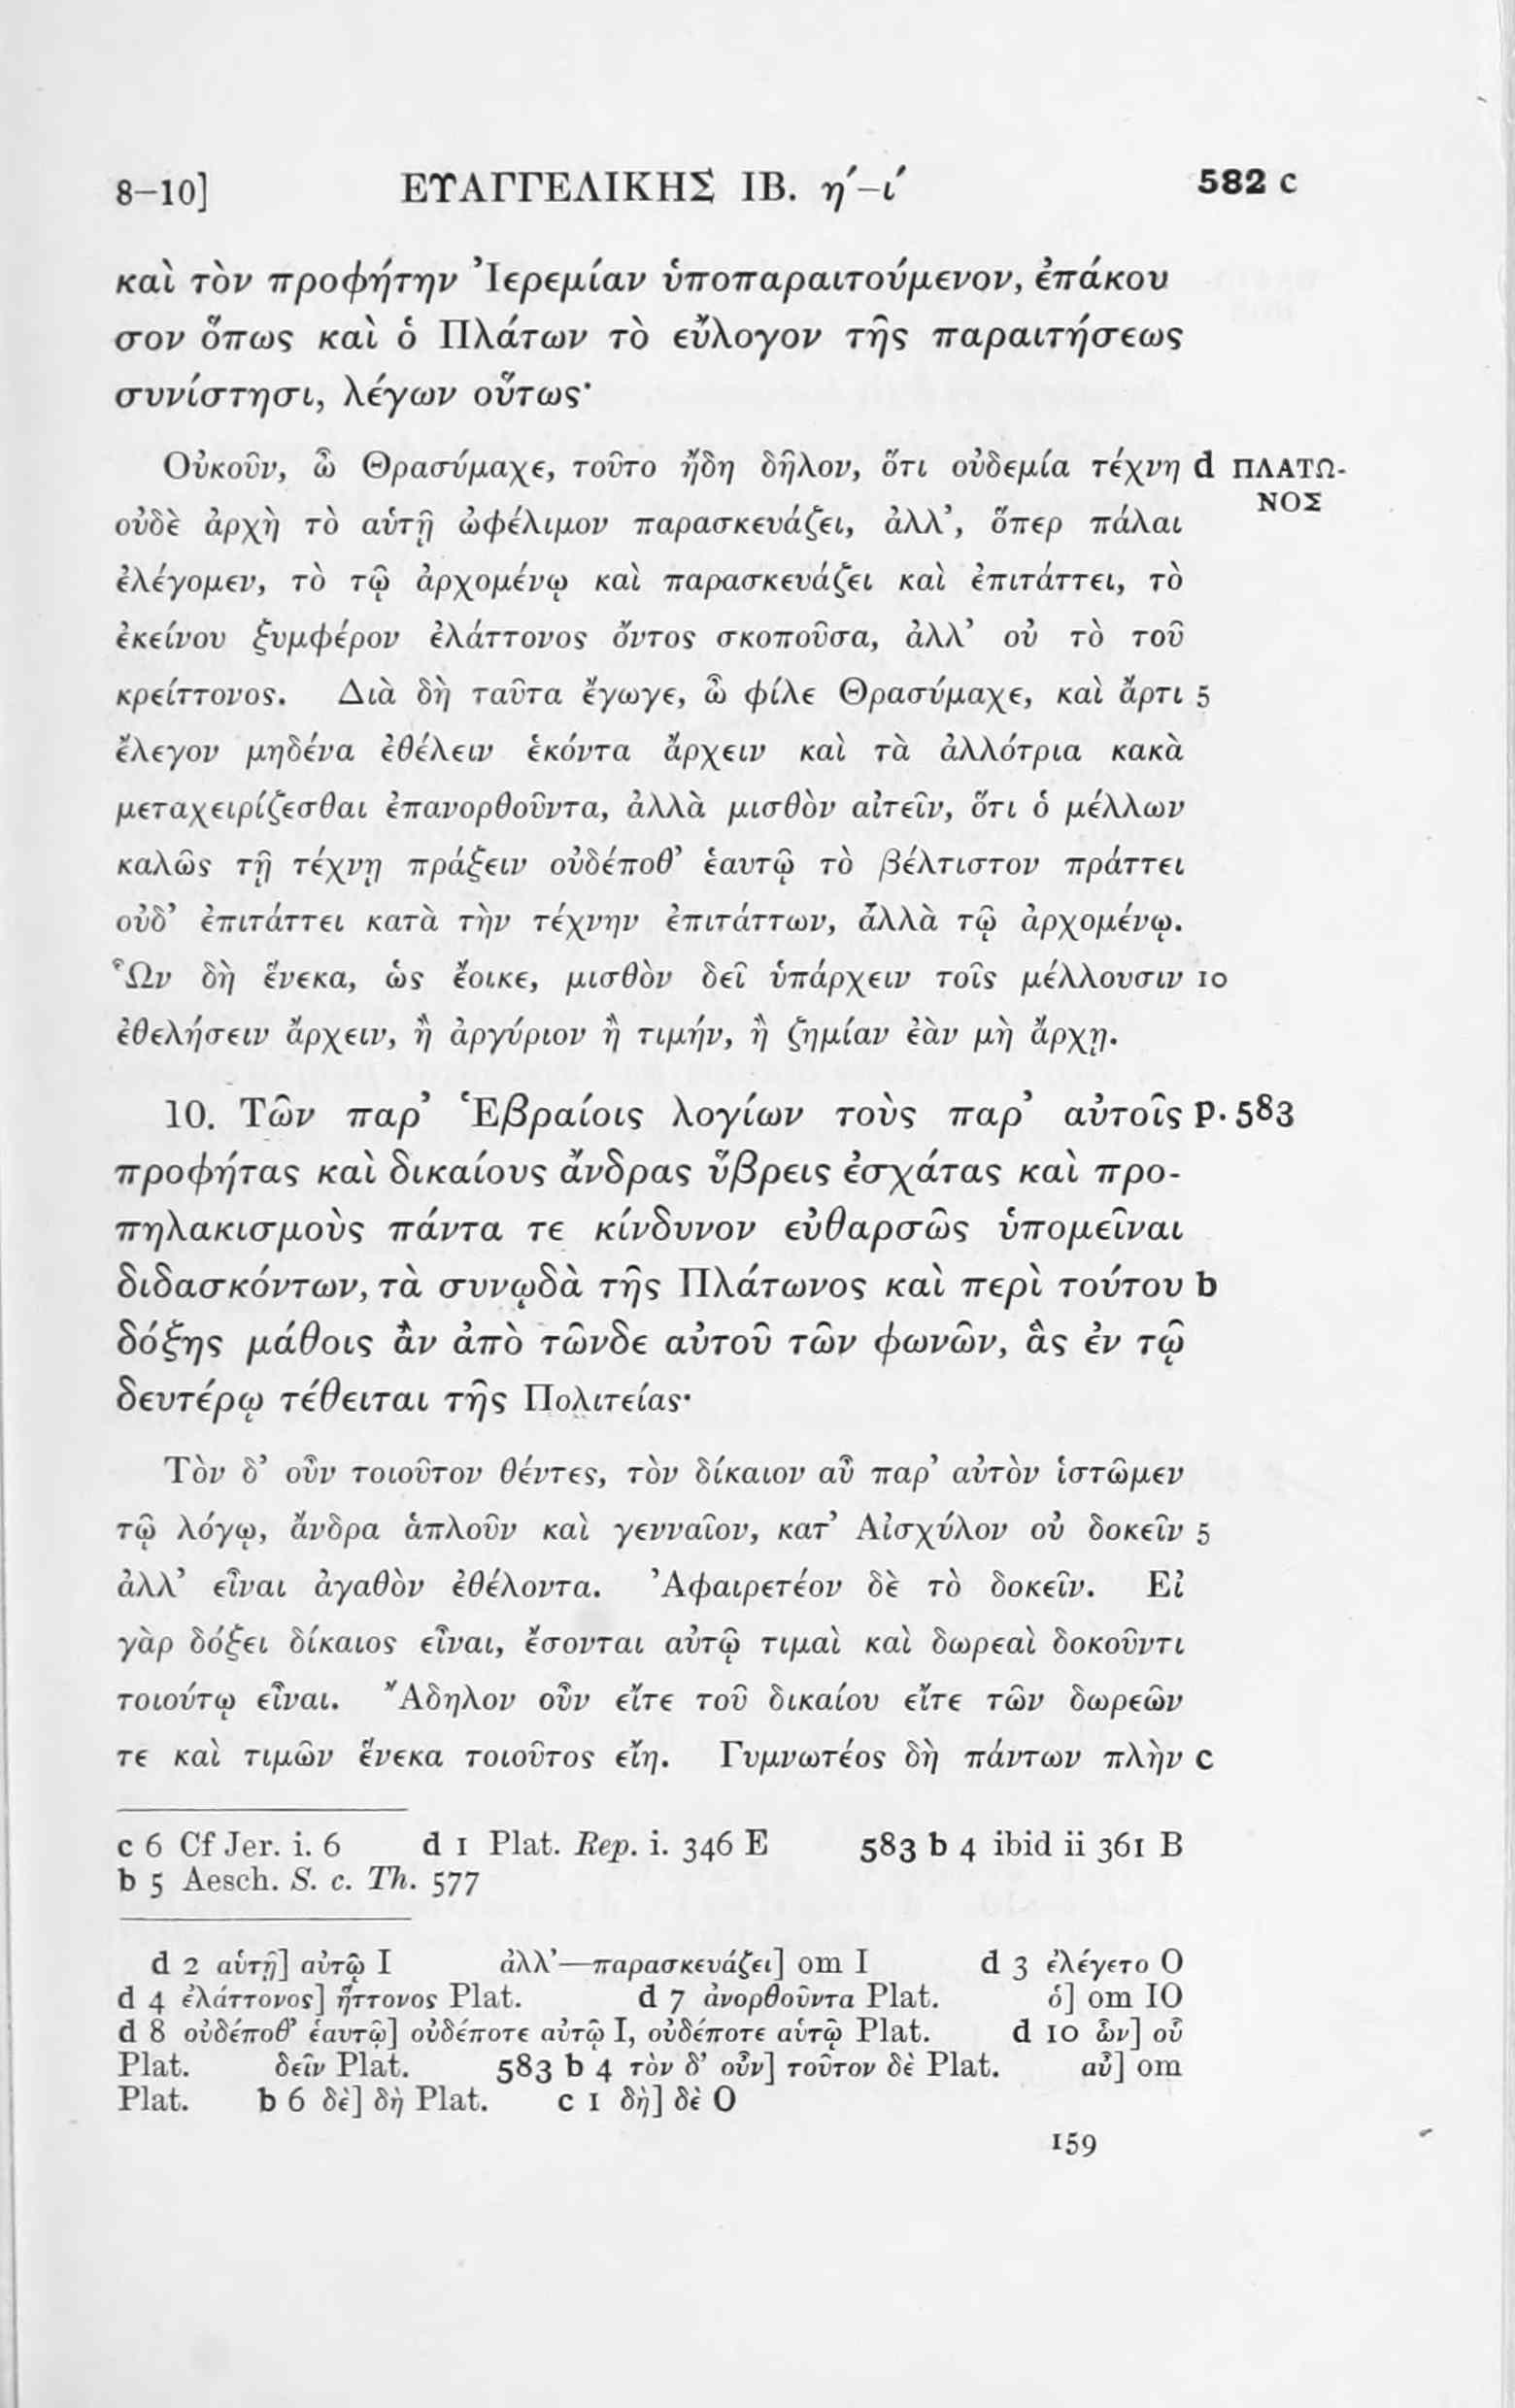 8–10] ΕΥΑΓΓΕΛΙΚΗΣ ΙΒ. η′–ι′ 582 c
καὶ τὸν προφήτην Ἰερεμίαν ὑποπαραιτούμενον, ἐπάκου
σον ὅπως καὶ ὁ Πλάτων τὸ εὔλογον τῆς παραιτήσεως
συνίστησι, λέγων οὕτως·
Οὐκοῦν, ὦ Θρασύμαχε, τοῦτο ἤδη δῆλον, ὅτι οὐδεμία τέχνη d ΠΛΑΤΩ-
ΝΟΣ
οὐδὲ ἀρχὴ τὸ αὑτῇ ὠφέλιμον παρασκευάζει, ἀλλ’, ὅπερ πάλαι
ἐλέγομεν, τὸ τῷ ἀρχομένῳ καὶ παρασκευάζει καὶ ἐπιτάττει, τὸ
ἐκείνου ξυμφέρον ἐλάττονος ὄντος σκοποῦσα, ἀλλ’ οὐ τὸ τοῦ
κρείττονος. Διὰ δὴ ταῦτα ἔγωγε, ὦ φίλε Θρασύμαχε, καὶ ἄρτι 5
ἔλεγον μηδένα ἐθέλειν ἑκόντα ἄρχειν καὶ τὰ ἀλλότρια κακὰ
μεταχειρίζεσθαι ἐπανορθοῦντα, ἀλλὰ μισθὸν αἰτεῖν, ὅτι ὁ μέλλων
καλῶς τῇ τέχνῃ πράξειν οὐδέποθ’ ἑαυτῷ τὸ βέλτιστον πράττει
οὐδ’ ἐπιτάττει κατὰ τὴν τέχνην ἐπιτάττων, ἀλλὰ τῷ ἀρχομένῳ.
Ὧν δὴ ἕνεκα, ὡς ἔοικε, μισθὸν δεῖ ὑπάρχειν τοῖς μέλλουσιν 10
ἐθελήσειν ἄρχειν, ἢ ἀργύριον ἢ τιμήν, ἢ ζημίαν ἐὰν μὴ ἄρχῃ.
10. Τῶν παρ’ Ἑβραίοις λογίων τοὺς παρ’ αὐτοῖς p. 583
προφήτας καὶ δικαίους ἄνδρας ὕβρεις ἐσχάτας καὶ προ-
πηλακισμοὺς πάντα τε κίνδυνον εὐθαρσῶς ὑπομεῖναι
διδασκόντων, τὰ συνῳδὰ τῆς Πλάτωνος καὶ περὶ τούτου b
δόξης μάθοις ἂν ἀπὸ τῶνδε αὐτοῦ τῶν φωνῶν, ἃς ἐν τῷ
δευτέρῳ τέθειται τῆς Πολιτείας·
Τὸν δ’ οὖν τοιοῦτον θέντες, τὸν δίκαιον αὖ παρ’ αὐτὸν ἱστῶμεν
τῷ λόγῳ, ἄνδρα ἁπλοῦν καὶ γενναῖον, κατ’ Αἰσχύλον οὐ δοκεῖν 5
ἀλλ’ εἶναι ἀγαθὸν ἐθέλοντα. Ἀφαιρετέον δὲ τὸ δοκεῖν. Εἰ
γὰρ δόξει δίκαιος εἶναι, ἔσονται αὐτῷ τιμαὶ καὶ δωρεαὶ δοκοῦντι
τοιούτῳ εἶναι. Ἄδηλον οὖν εἴτε τοῦ δικαίου εἴτε τῶν δωρεῶν
τε καὶ τιμῶν ἕνεκα τοιοῦτος εἴη. Γυμνωτέος δὴ πάντων πλὴν c
c 6 Cf Jer. i. 6 d 1 Plat. Rep. i. 346 E 583 b 4 ibid ii 361 B
b 5 Aesch. S. c. Th. 577
d 2 αὑτῇ] αὐτῷ I ἀλλ’—παρασκευάζει] om I d 3 ἐλέγετο O
d 4 ἐλάττονος] ἥττονος Plat. d 7 ἀνορθοῦντα Plat. ὁ] om IO
d 8 οὐδέποθ’ ἑαυτῷ] οὐδέποτε αὐτῷ I, οὐδέποτε αὑτῷ Plat. d 10 ὧν] οὗ
Plat. δεῖν Plat. 583 b 4 τὸν δ’ οὖν] τοῦτον δὲ Plat. αὖ] om
Plat. b 6 δὲ] δὴ Plat. c 1 δὴ] δὲ O
159